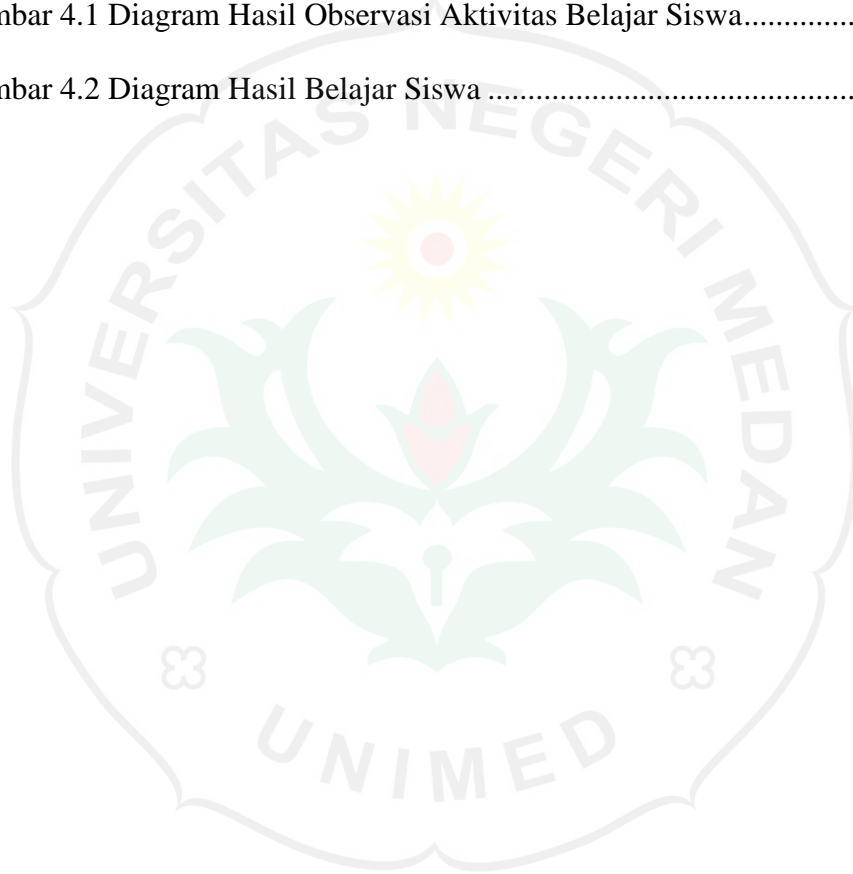 mbar 4.1 Diagram Hasil Observasi Aktivitas Belajar Siswa..............
mbar 4.2 Diagram Hasil Belajar Siswa ............................................
UNIVERSITAS NEGERI MEDAN
UNIMED